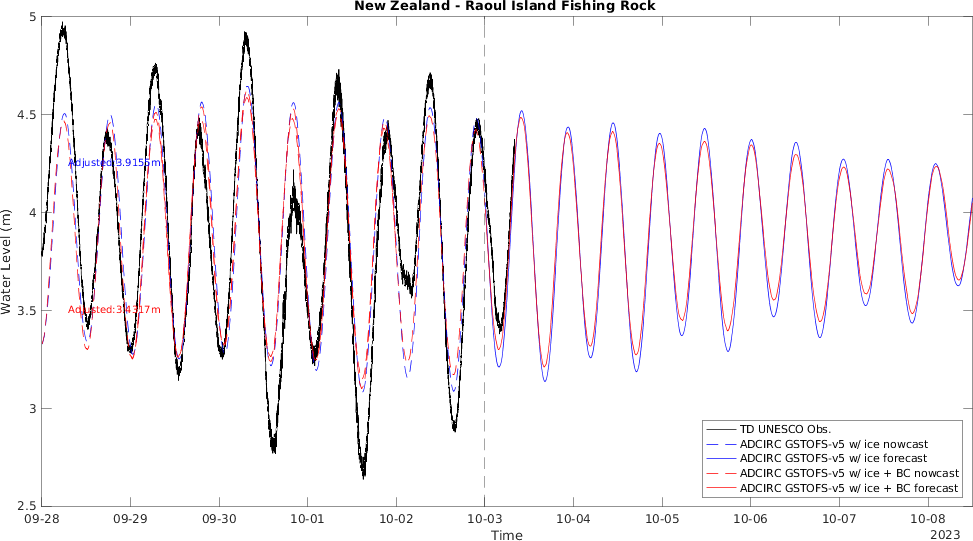 New Zealand - Raoul Island Fishing Rock
5
4.5
4
3.5
3
2.5
Water Level (m)
Adjusted:3.9155m
Adjusted:3.4317m
TD UNESCO Obs.
ADCIRC GSTOFS-v5 w/ ice nowcast
ADCIRC GSTOFS-v5 w/ ice forecast
ADCIRC GSTOFS-v5 w/ ice + BC nowcast
ADCIRC GSTOFS-v5 w/ ice + BC forecast
09-28 09-29 09-30 10-01 10-02 10-03 10-04 10-05 10-06 10-07 10-08
Time
2023